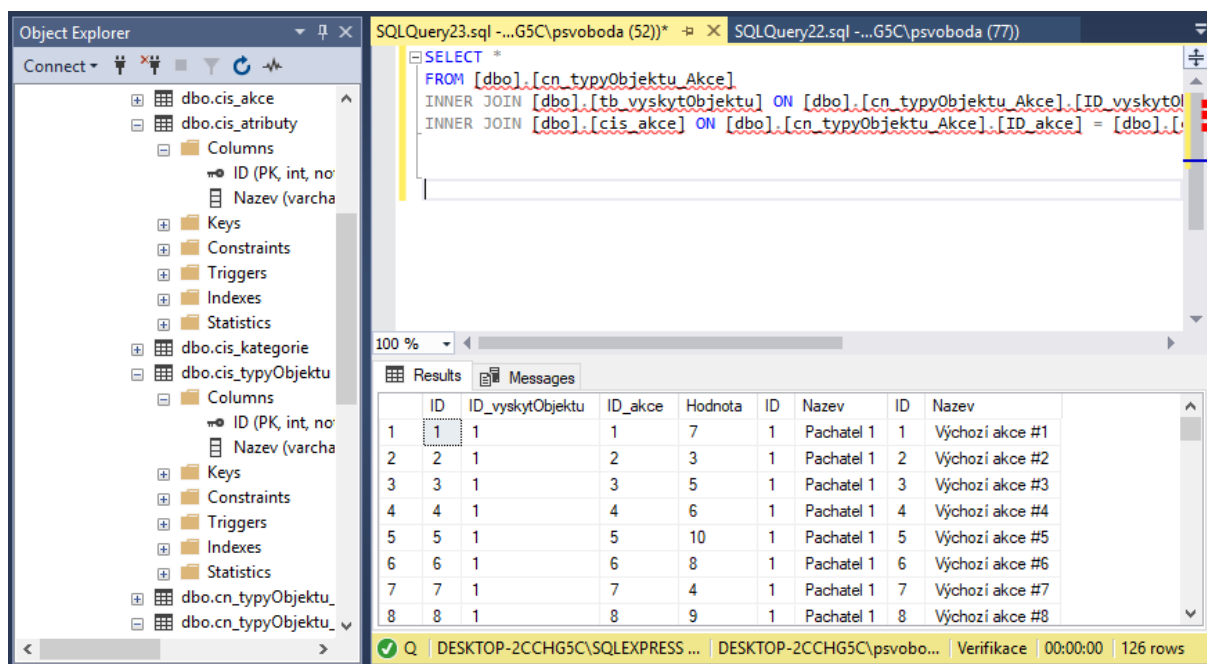 Object Explorer
Connect
dbo.cis_akce
dbo.cis_atributy
Columns
ID (PK, int, no
Nazev (varcha
Keys
Constraints
Triggers
Indexes
Statistics
dbo.cis_kategorie
dbo.cis_typyObjektu
Columns
ID (PK, int, no
Nazev (varcha
Keys
Constraints
Triggers
Indexes
Statistics
dbo.cn_typyObjektu_
dbo.cn_typyObjektu_
SQLQuery23.sql -...G5C\psvoboda (52))* SQLQuery22.sql -...G5C\psvoboda (77))
SELECT *
FROM [dbo].[cn_typyObjektu_Akce]
INNER JOIN [dbo].[tb_vyskytObjektu] ON [dbo].[cn_typyObjektu_Akce].[ID_vyskytO
INNER JOIN [dbo].[cis_akce] ON [dbo].[cn_typyObjektu_Akce].[ID_akce] = [dbo].[
100 %
Results Messages
ID ID_vyskytObjektu ID_akce Hodnota ID Nazev ID Nazev
1 1 1 1 7 1 Pachatel 1 1 Výchozí akce #1
2 2 1 2 3 1 Pachatel 1 2 Výchozí akce #2
3 3 1 3 5 1 Pachatel 1 3 Výchozí akce #3
4 4 1 4 6 1 Pachatel 1 4 Výchozí akce #4
5 5 1 5 10 1 Pachatel 1 5 Výchozí akce #5
6 6 1 6 8 1 Pachatel 1 6 Výchozí akce #6
7 7 1 7 4 1 Pachatel 1 7 Výchozí akce #7
8 8 1 8 9 1 Pachatel 1 8 Výchozí akce #8
Q DESKTOP-2CCHG5C\SQLEXPRESS ... DESKTOP-2CCHG5C\psvobo... Verifikace 00:00:00 126 rows